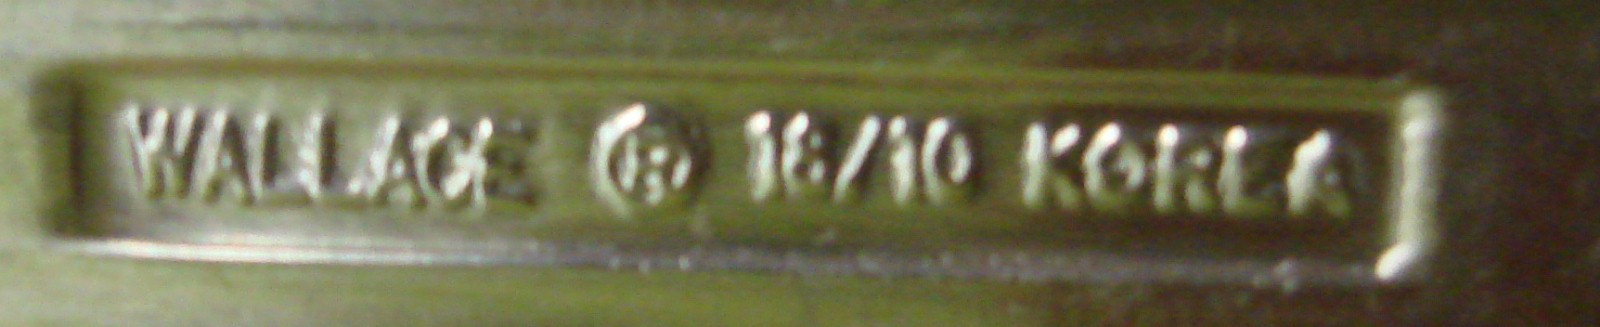 WALLACE ® 18/10 KOREA